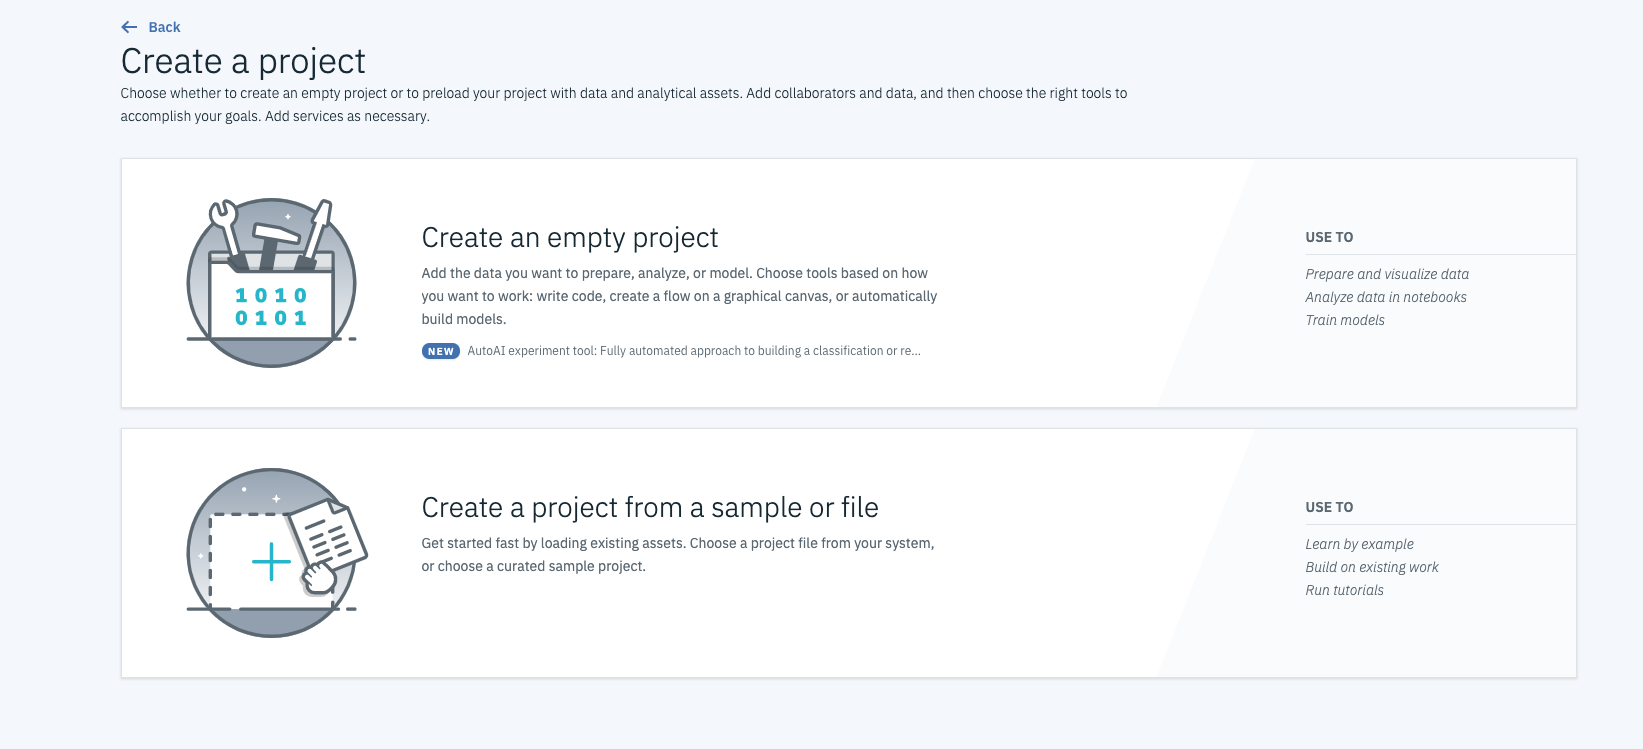 Back
Create a project
Choose whether to create an empty project or to preload your project with data and analytical assets. Add collaborators and data, and then choose the right tools to
accomplish your goals. Add services as necessary.
Create an empty project
Add the data you want to prepare, analyze, or model. Choose tools based on how
you want to work: write code, create a flow on a graphical canvas, or automatically
build models.
NEW AutoAI experiment tool: Fully automated approach to building a classification or re...
1010
0101
USE TO
Prepare and visualize data
Analyze data in notebooks
Train models
Create a project from a sample or file
Get started fast by loading existing assets. Choose a project file from your system,
or choose a curated sample project.
USE TO
Learn by example
Build on existing work
Run tutorials